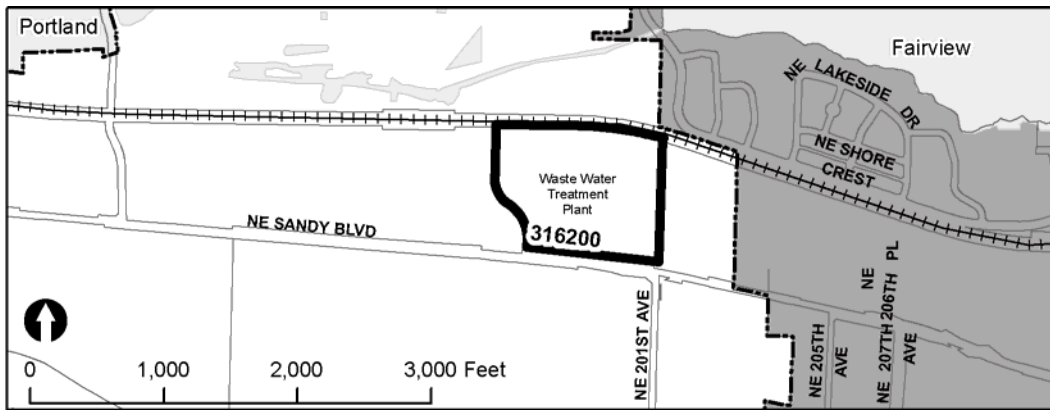 Portland
Fairview
NE LAKESIDE DR
NE SHORE
CREST
Waste Water
Treatment
Plant
316200
NE SANDY BLVD
NE 201ST AVE
NE 205TH
AVE
NE 206TH PL
NE 207TH
AVE
0 1,000 2,000 3,000 Feet